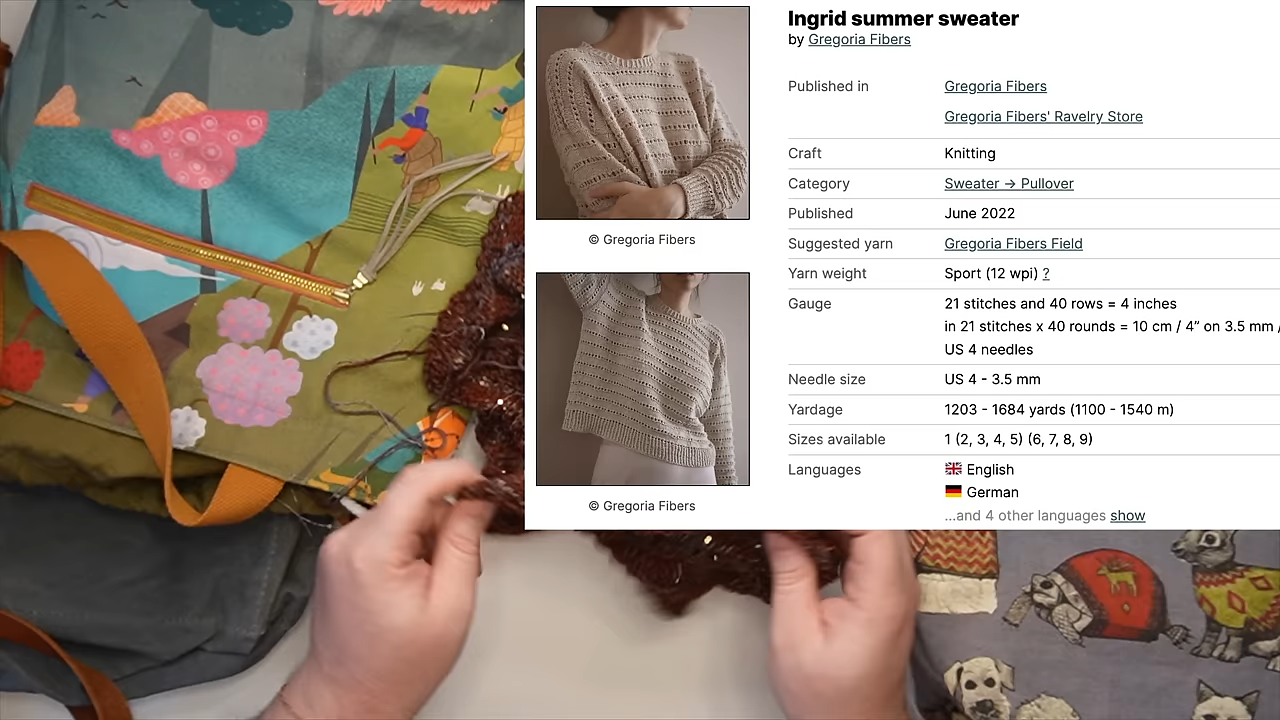 Ingrid summer sweater
by Gregoria Fibers
Published in Gregoria Fibers
Gregoria Fibers' Ravelry Store
Craft Knitting
Category Sweater → Pullover
Published June 2022
Suggested yarn Gregoria Fibers Field
Yarn weight Sport (12 wpi) ?
Gauge 21 stitches and 40 rows = 4 inches
in 21 stitches x 40 rounds = 10 cm / 4” on 3.5 mm /
US 4 needles
Needle size US 4 - 3.5 mm
Yardage 1203 - 1684 yards (1100 - 1540 m)
Sizes available 1 (2, 3, 4, 5) (6, 7, 8, 9)
Languages English
German
...and 4 other languages show
© Gregoria Fibers
© Gregoria Fibers